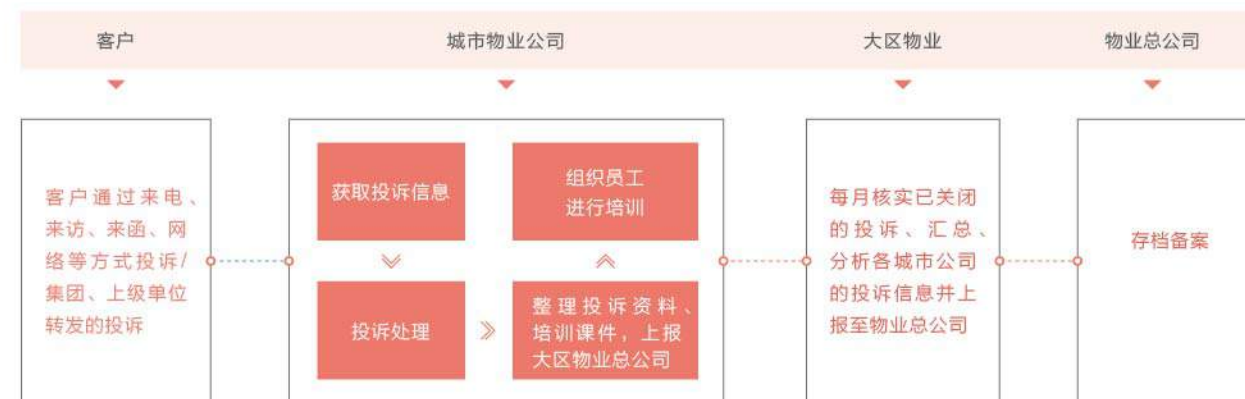 客户
城市物业公司
大区物业
物业总公司
客户通过来电、
来访、来函、网
络等方式投诉/
集团、上级单位
转发的投诉
获取投诉信息
投诉处理
组织员工
进行培训
整理投诉资料、
培训课件，上报
大区物业总公司
每月核实已关闭
的投诉、汇总、
分析各城市公司
的投诉信息并上
报至物业总公司
存档备案